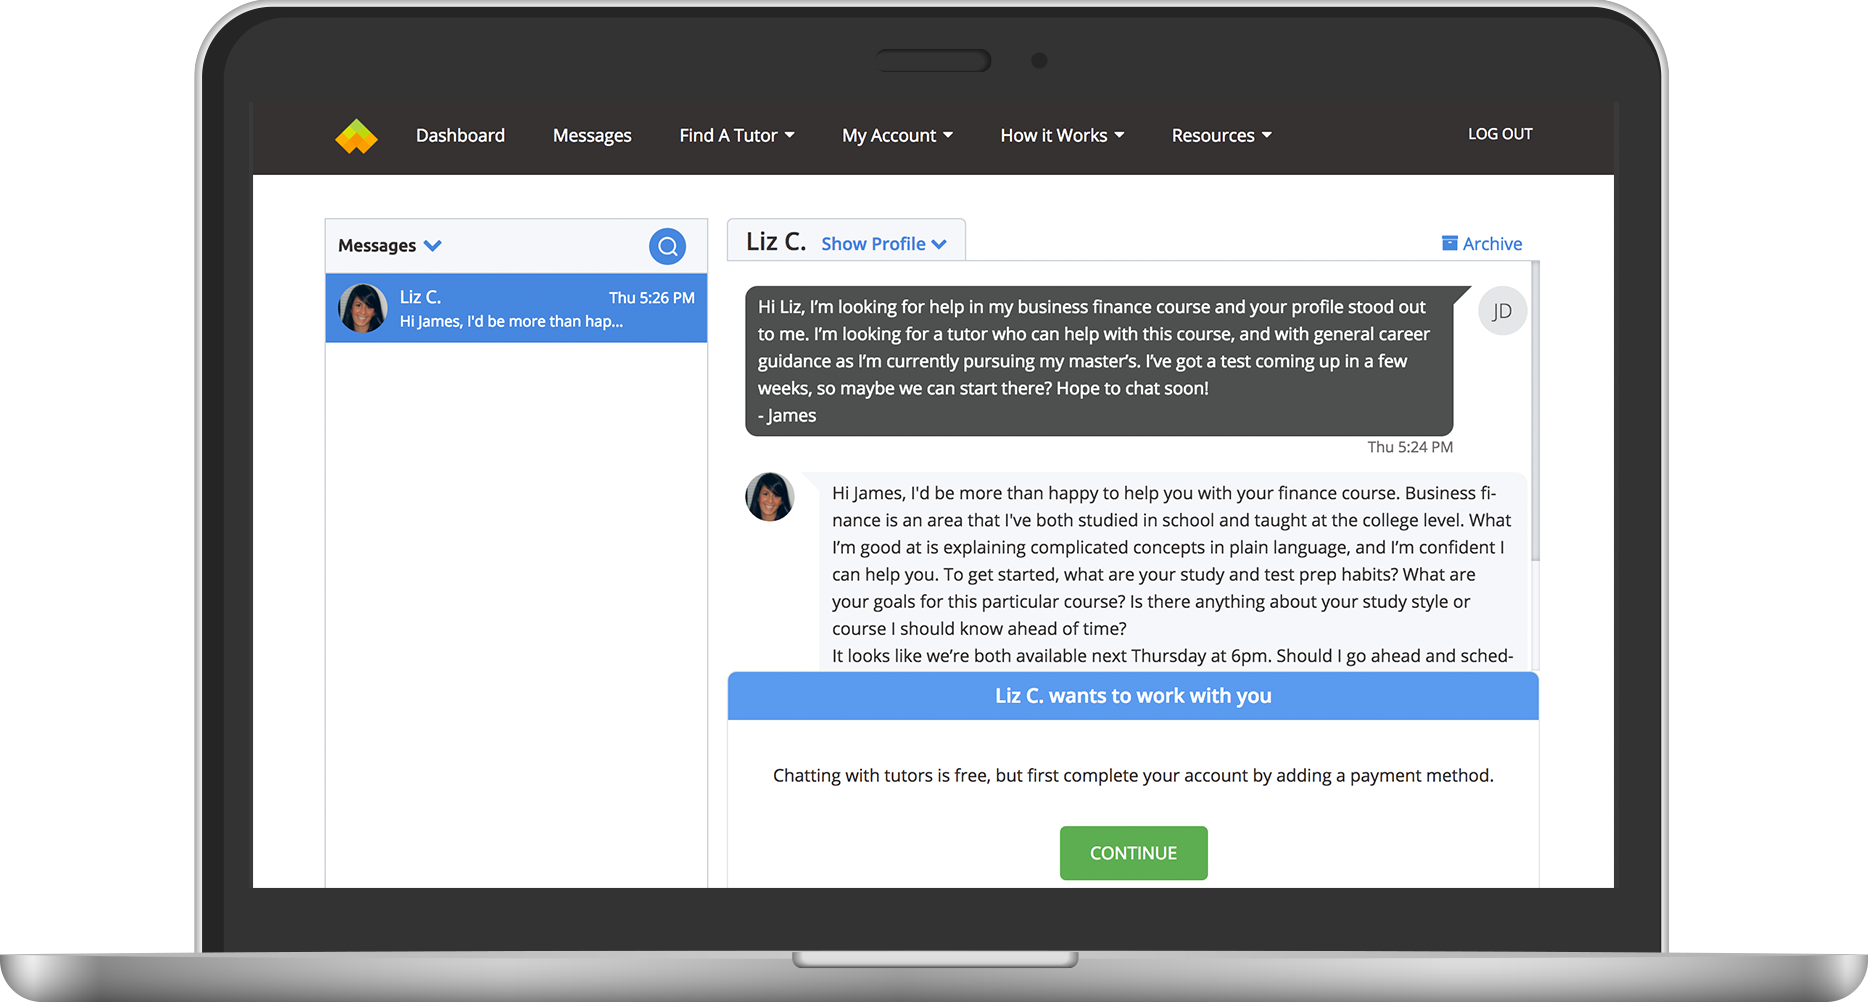 Dashboard Messages Find A Tutor My Account How it Works Resources LOG OUT
Messages
Liz C. Thu 5:26 PM
Hi James, I'd be more than hap...
Liz C. Show Profile Archive
Hi Liz, I’m looking for help in my business finance course and your profile stood out
to me. I’m looking for a tutor who can help with this course, and with general career
guidance as I’m currently pursuing my master’s. I’ve got a test coming up in a few
weeks, so maybe we can start there? Hope to chat soon!
- James
JD
Thu 5:24 PM
Hi James, I'd be more than happy to help you with your finance course. Business fi-
nance is an area that I've both studied in school and taught at the college level. What
I’m good at is explaining complicated concepts in plain language, and I’m confident I
can help you. To get started, what are your study and test prep habits? What are
your goals for this particular course? Is there anything about your study style or
course I should know ahead of time?
It looks like we’re both available next Thursday at 6pm. Should I go ahead and sched-
Liz C. wants to work with you
Chatting with tutors is free, but first complete your account by adding a payment method.
CONTINUE